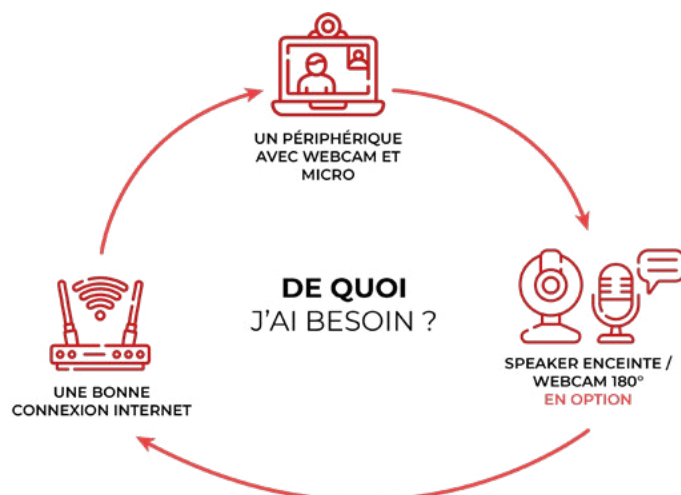 UN PÉRIPHÉRIQUE
AVEC WEBCAM ET
MICRO
DE QUOI
J'AI BESOIN ?
SPEAKER ENCEINTE /
WEBCAM 180°
EN OPTION
UNE BONNE
CONNEXION INTERNET